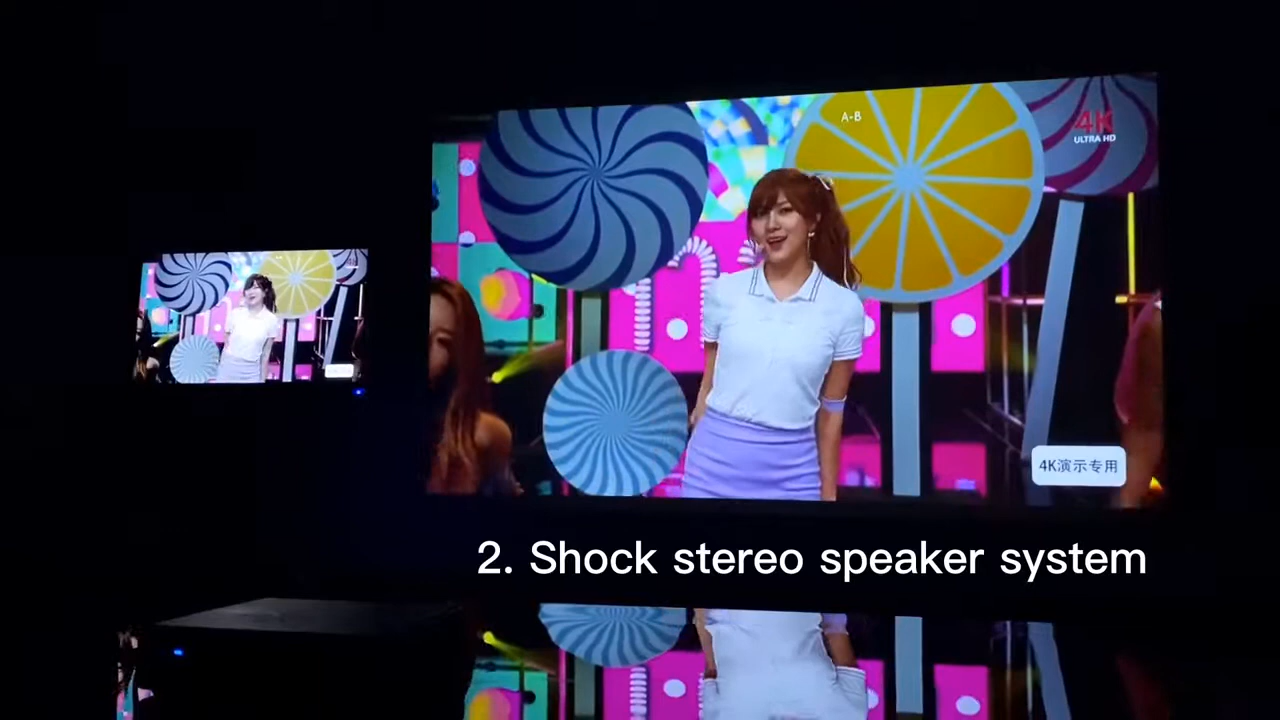 A-B
4K
ULTRA HD
4K演示专用
2. Shock stereo speaker system